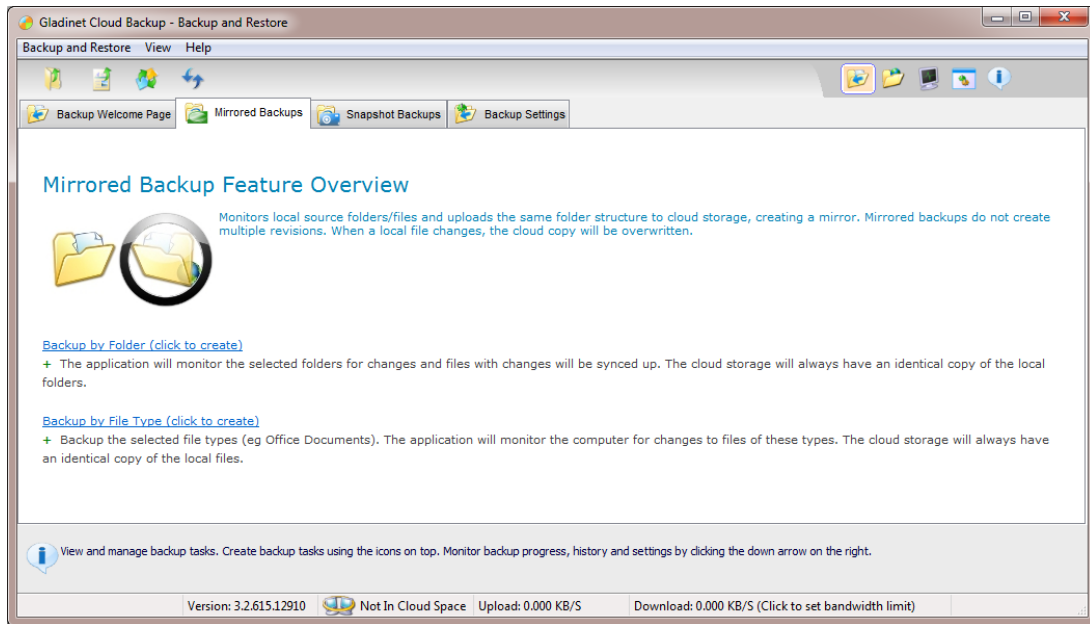 Gladinet Cloud Backup - Backup and Restore
Backup and Restore View Help
Backup Welcome Page Mirrored Backups Snapshot Backups Backup Settings
Mirrored Backup Feature Overview
Monitors local source folders/files and uploads the same folder structure to cloud storage, creating a mirror. Mirrored backups do not create
multiple revisions. When a local file changes, the cloud copy will be overwritten.
Backup by Folder (click to create)
+ The application will monitor the selected folders for changes and files with changes will be synced up. The cloud storage will always have an identical copy of the local
folders.
Backup by File Type (click to create)
+ Backup the selected file types (eg Office Documents). The application will monitor the computer for changes to files of these types. The cloud storage will always have
an identical copy of the local files.
View and manage backup tasks. Create backup tasks using the icons on top. Monitor backup progress, history and settings by clicking the down arrow on the right.
Version: 3.2.615.12910 Not In Cloud Space Upload: 0.000 KB/S Download: 0.000 KB/S (Click to set bandwidth limit)